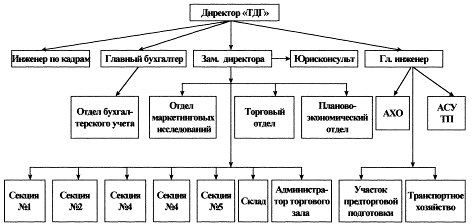 Директор «ТДГ»
Инженер по кадрам
Главный бухгалтер
Зам. директора
Юрисконсульт
Гл. инженер
Отдел бухгал-
терского учета
Отдел
маркетинговых
исследований
Торговый
отдел
Планово-
экономический
отдел
АХО
АСУ
ТП
Секция
№1
Секция
№2
Секция
№4
Секция
№4
Секция
№5
Склад
Администра-
тор торгового
зала
Участок
предторговой
подготовки
Транспортное
хозяйство